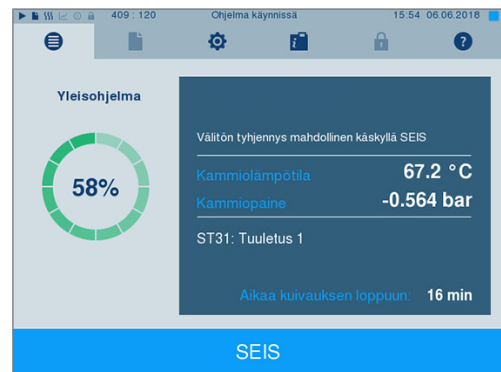 409 : 120 Ohjelma käynnissä 15:54 06.06.2018
Yleisohjelma
58%
Välitön tyhjennys mahdollinen käskyllä SEIS
Kammiolämpötila 67.2 °C
Kammiopaine -0.564 bar
ST31: Tuuletus 1
Aikaa kuivauksen loppuun: 16 min
SEIS